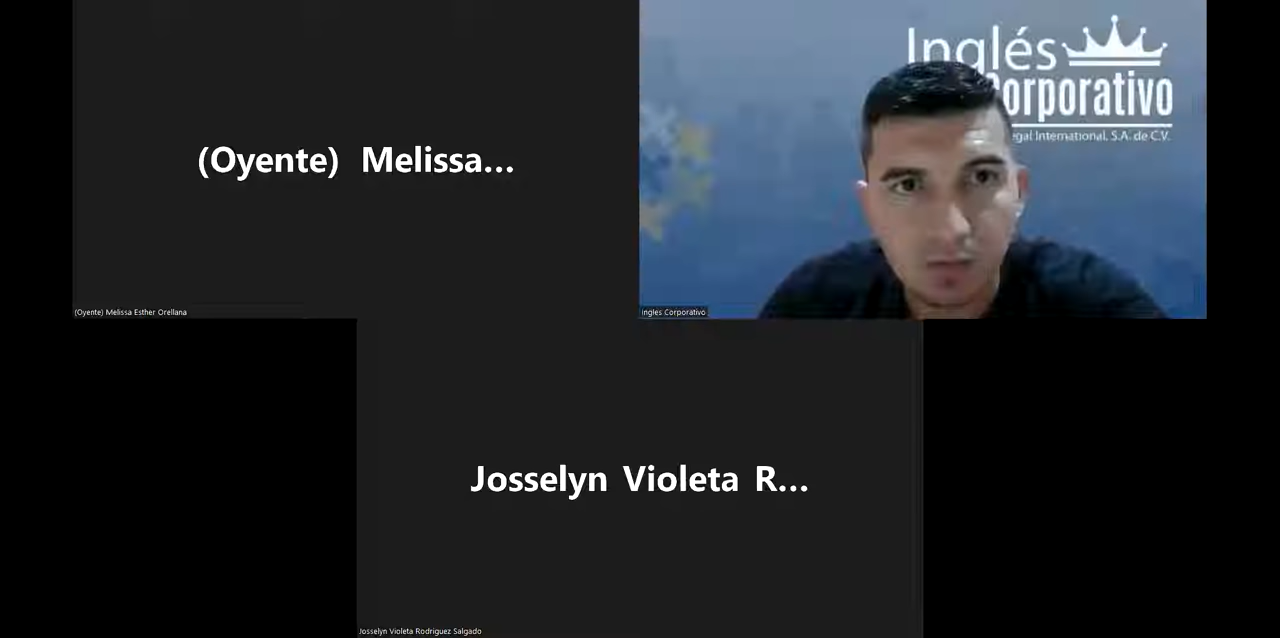 (Oyente) Melissa...
(Oyente) Melissa Esther Orellana
Inglés
Corporativo
egal International, S.A. de C.V.
Ingles Corporativo
Josselyn Violeta R...
Josselyn Violeta Rodriguez Salgado